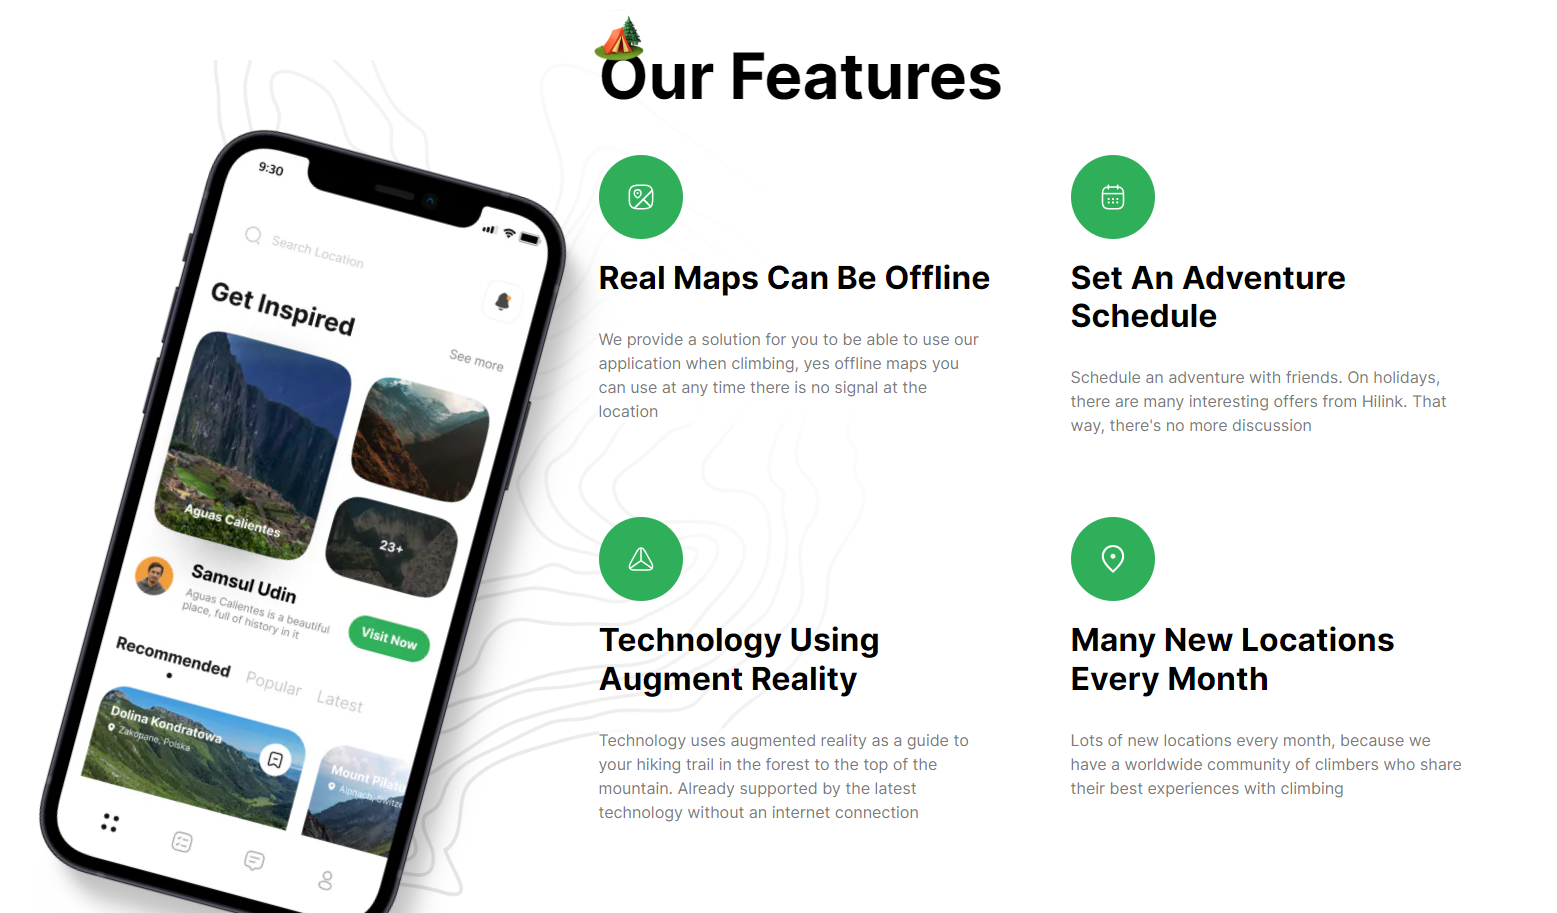 Our Features
9:30
Search Location
Get Inspired
See more
Aguas Calientes
23+
Samsul Udin
Aguas Calientes is a beautiful
place, full of history in it
Visit Now
Recommended
Popular
Latest
Dolina Kondratowa
Zakopane, Polska
Mount Pilatu
Alpnach, Switze
Real Maps Can Be Offline
We provide a solution for you to be able to use our
application when climbing, yes offline maps you
can use at any time there is no signal at the
location
Set An Adventure
Schedule
Schedule an adventure with friends. On holidays,
there are many interesting offers from Hilink. That
way, there's no more discussion
Technology Using
Augment Reality
Technology uses augmented reality as a guide to
your hiking trail in the forest to the top of the
mountain. Already supported by the latest
technology without an internet connection
Many New Locations
Every Month
Lots of new locations every month, because we
have a worldwide community of climbers who share
their best experiences with climbing